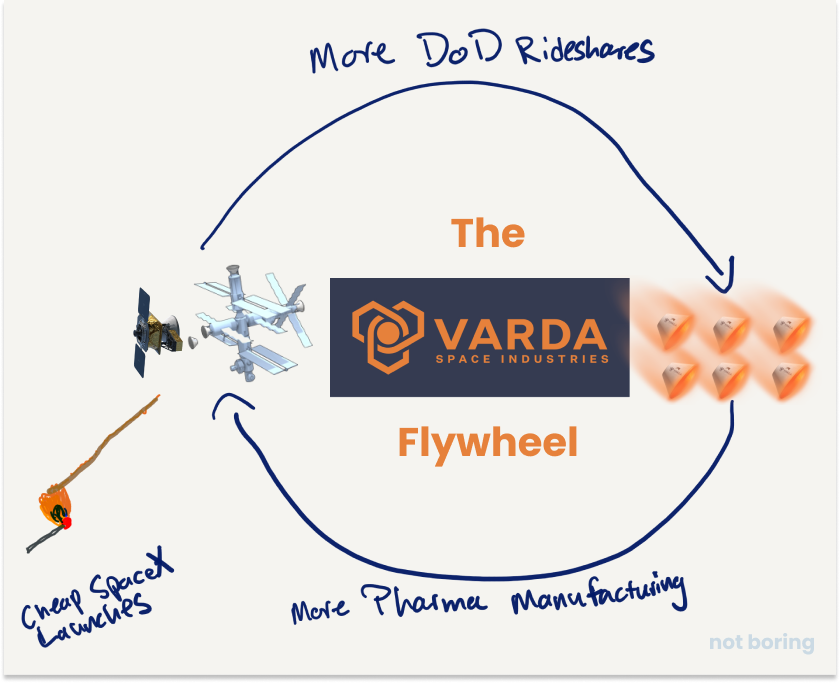 More DoD Rideshares
The
VARDA
SPACE INDUSTRIES
Flywheel
Cheap SpaceX
Launches
More Pharma Manufacturing
not boring